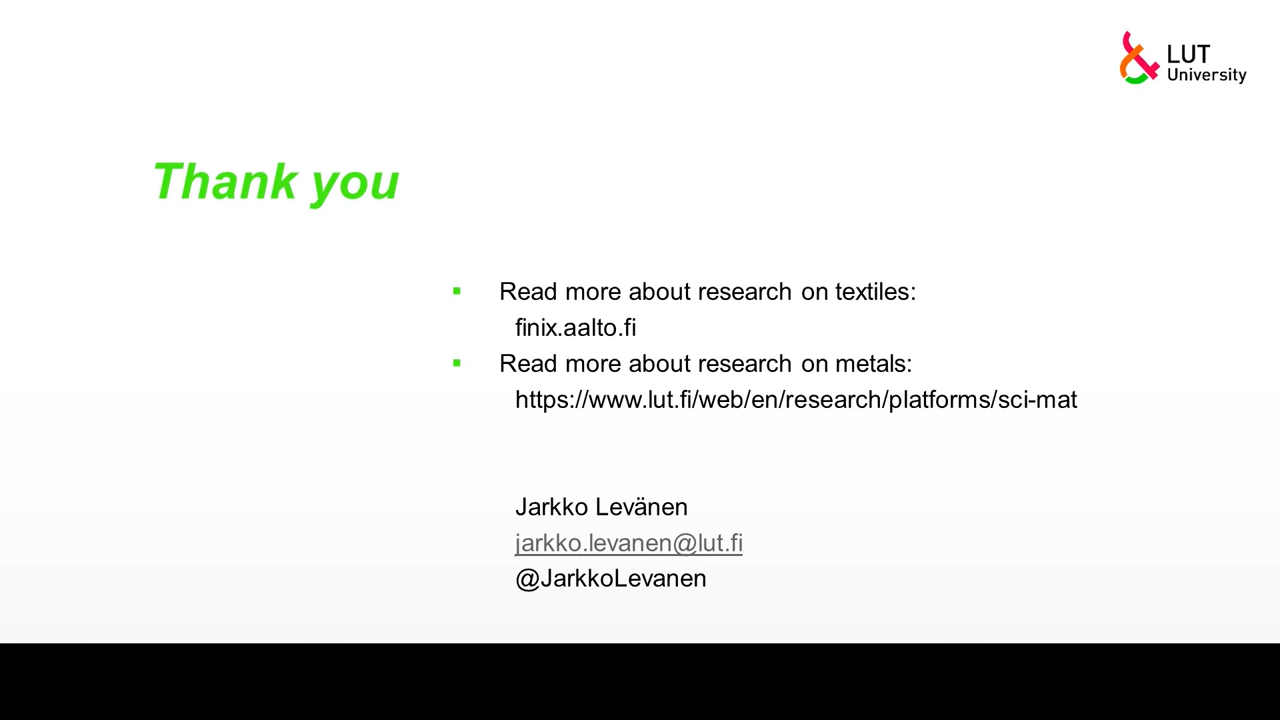 LUT
University
Thank you
▪ Read more about research on textiles:
finix.aalto.fi
▪ Read more about research on metals:
https://www.lut.fi/web/en/research/platforms/sci-mat
Jarkko Levänen
jarkko.levanen@lut.fi
@JarkkoLevanen